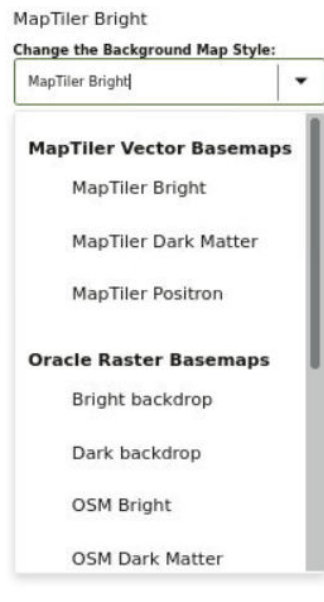 MapTiler Bright
Change the Background Map Style:
MapTiler Bright
MapTiler Vector Basemaps
MapTiler Bright
MapTiler Dark Matter
MapTiler Positron
Oracle Raster Basemaps
Bright backdrop
Dark backdrop
OSM Bright
OSM Dark Matter